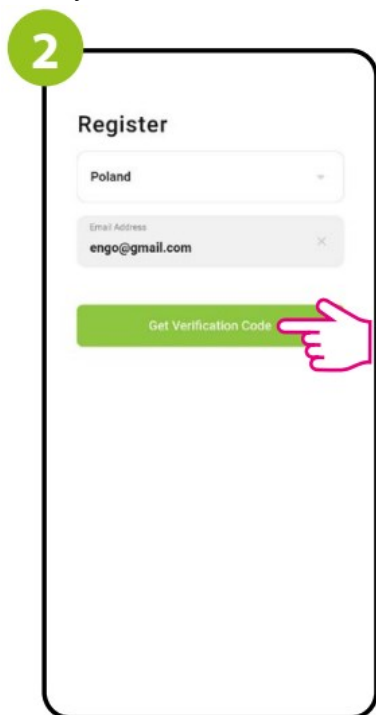 2
Register
Poland
Email Address
engo@gmail.com
Get Verification Code